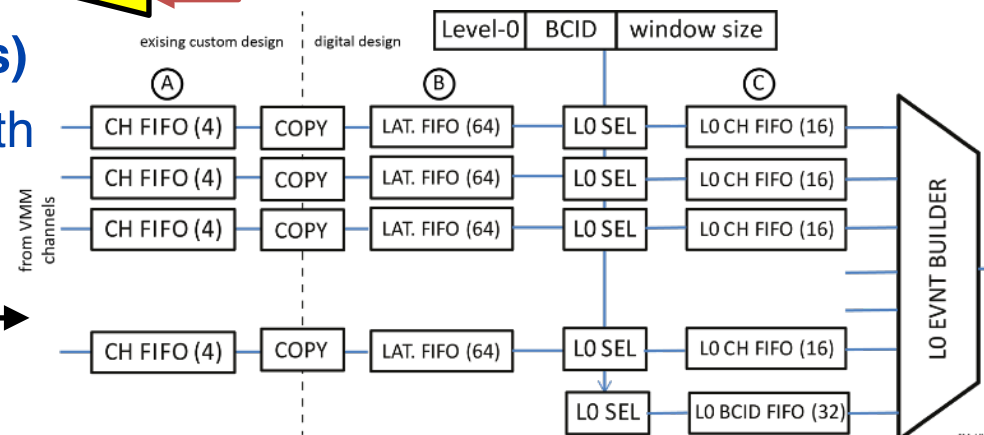 s)
th
exising custom design
digital design
Level-0 BCID window size
A B C
CH FIFO (4) COPY LAT. FIFO (64) L0 SEL L0 CH FIFO (16)
CH FIFO (4) COPY LAT. FIFO (64) L0 SEL L0 CH FIFO (16)
CH FIFO (4) COPY LAT. FIFO (64) L0 SEL L0 CH FIFO (16)
from VMM
channels
CH FIFO (4) COPY LAT. FIFO (64) L0 SEL L0 CH FIFO (16)
L0 SEL L0 BCID FIFO (32)
L0 EVNT BUILDER